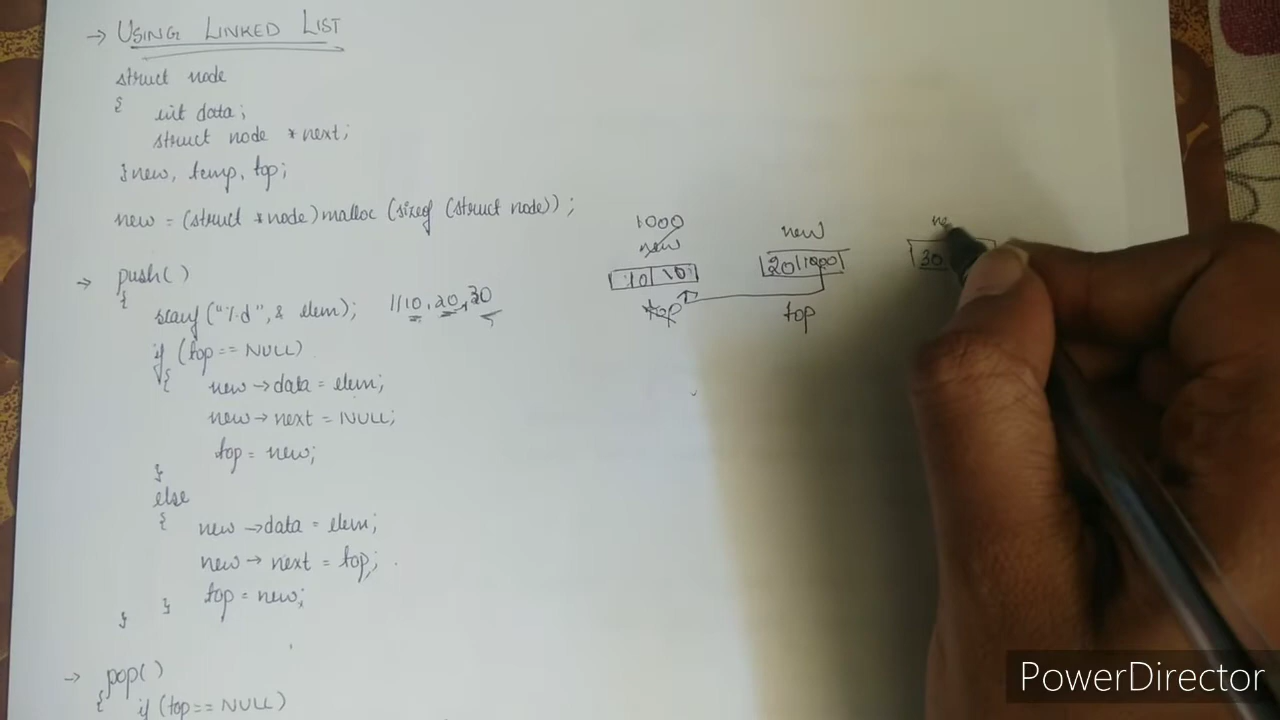 → USING LINKED LIST
struct node
{ int data;
struct node *next;
}new, temp, top;
new = (struct *node)malloc (sizeof (struct node));
→ push()
{
scanf ("%d",& elem); //10,20,30
if (top == NULL)
{ new→data = elem;
new→next = NULL;
top = new;
}
else
{ new→data = elem;
new→next = top;
top = new;
}
}
→ pop()
{ if (top == NULL)
1000
new
10 \0
top
new
20 1000
top
30
PowerDirector